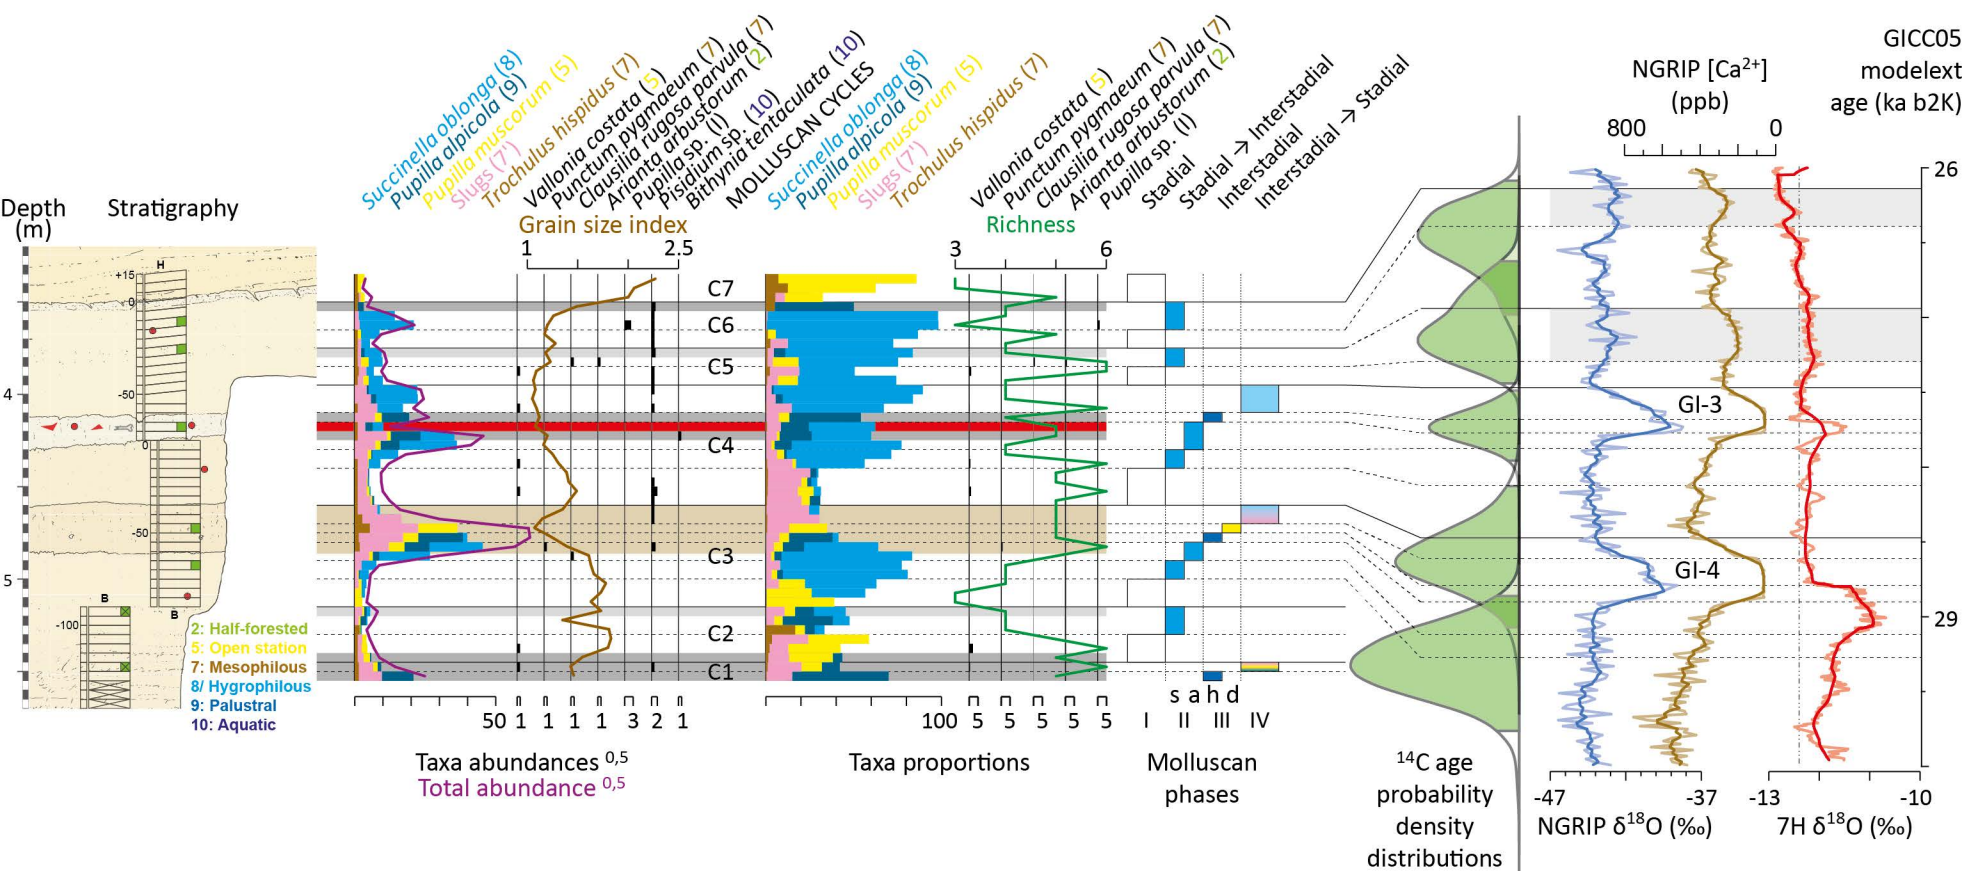 Succinella oblonga (8)
Pupilla alpicola (9)
Pupilla muscorum (5)
Slugs (7')
Trochulus hispidus (7)
Vallonia costata (5)
Punctum pygmaeum (7)
Clausilia rugosa parvula (7)
Arianta arbustorum (2)
Pupilla sp. (I)
Pisidium sp. (10)
Bithynia tentaculata (10)
MOLLUSCAN CYCLES
Succinella oblonga (8)
Pupilla alpicola (9)
Pupilla muscorum (5)
Slugs (7')
Trochulus hispidus (7)
Vallonia costata (5)
Punctum pygmaeum (7)
Clausilia rugosa parvula (7)
Arianta arbustorum (2)
Pupilla sp. (I)
Stadial
Stadial → Interstadial
Interstadial
Interstadial → Stadial
NGRIP [Ca²⁺]
(ppb)
800 0
GICC05
modelext
age (ka b2K)
26
29
Depth
(m)
Stratigraphy
Grain size index
1 2.5
Richness
3 6
H
+15
0
-50
0
-50
B
B
-100
4
5
C7
C6
C5
C4
C3
C2
C1
GI-3
GI-4
2: Half-forested
5: Open station
7: Mesophilous
8/ Hygrophilous
9: Palustral
10: Aquatic
50 1 1 1 1 3 2 1
100 5 5 5 5 5
s a h d
I II III IV
Taxa abundances 0,5
Total abundance 0,5
Taxa proportions
Molluscan
phases
¹⁴C age
probability
density
distributions
-47 -37
NGRIP δ¹⁸O (‰)
-13 -10
7H δ¹⁸O (‰)